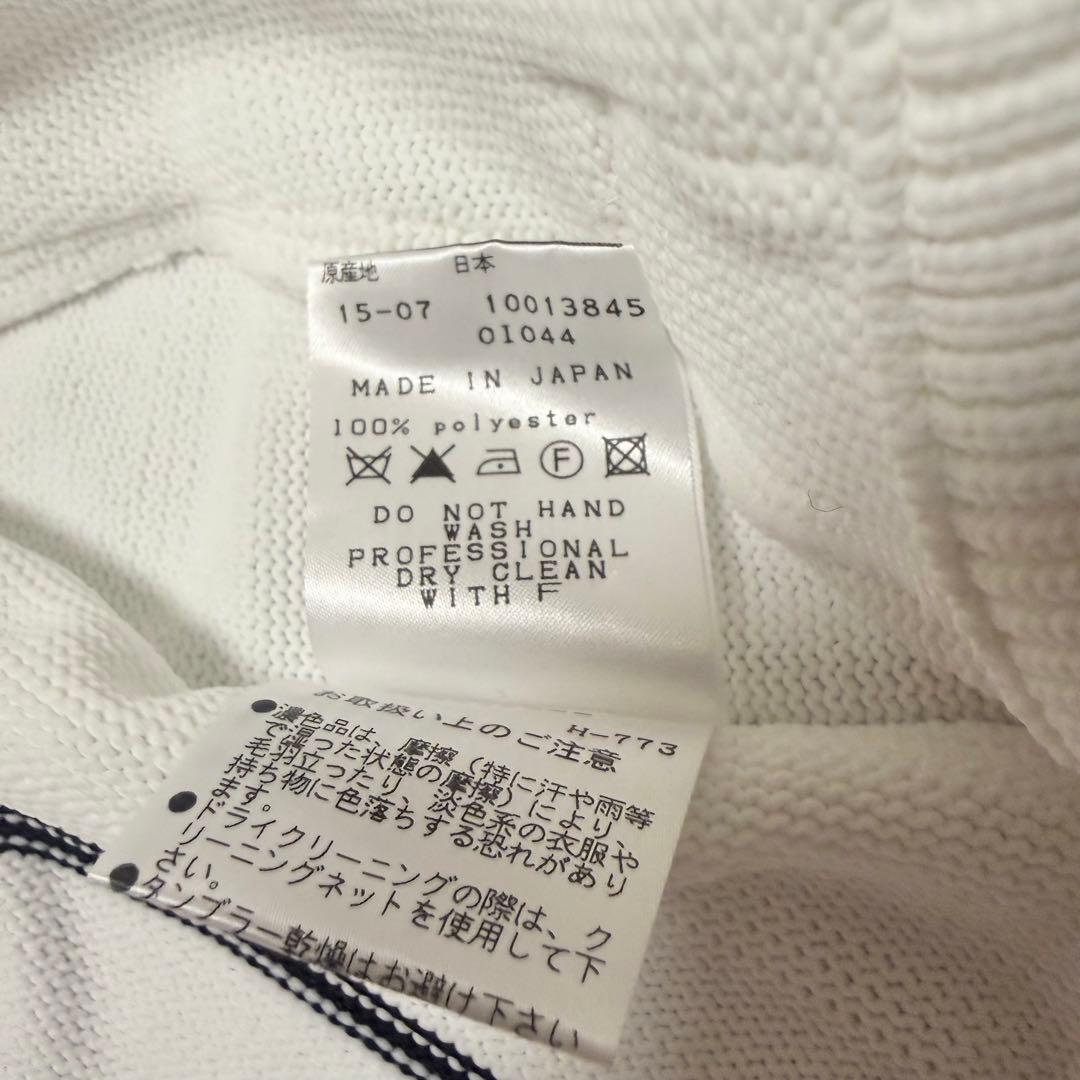 原産地 日本
15-07 10013845
01044
MADE IN JAPAN
100% polyester
F
DO NOT HAND
WASH
PROFESSIONAL
DRY CLEAN
WITH F
H-773
お取扱い上のご注意
●濃色品は、摩擦(特に汗や雨等
で湿った状態の摩擦)により、
毛羽立ったり、淡色系の衣服や
持ち物に色落ちする恐れがあり
ます。
●ドライクリーニングの際は、ク
リーニングネットを使用して下
さい。
●タンブラー乾燥はお避け下さい